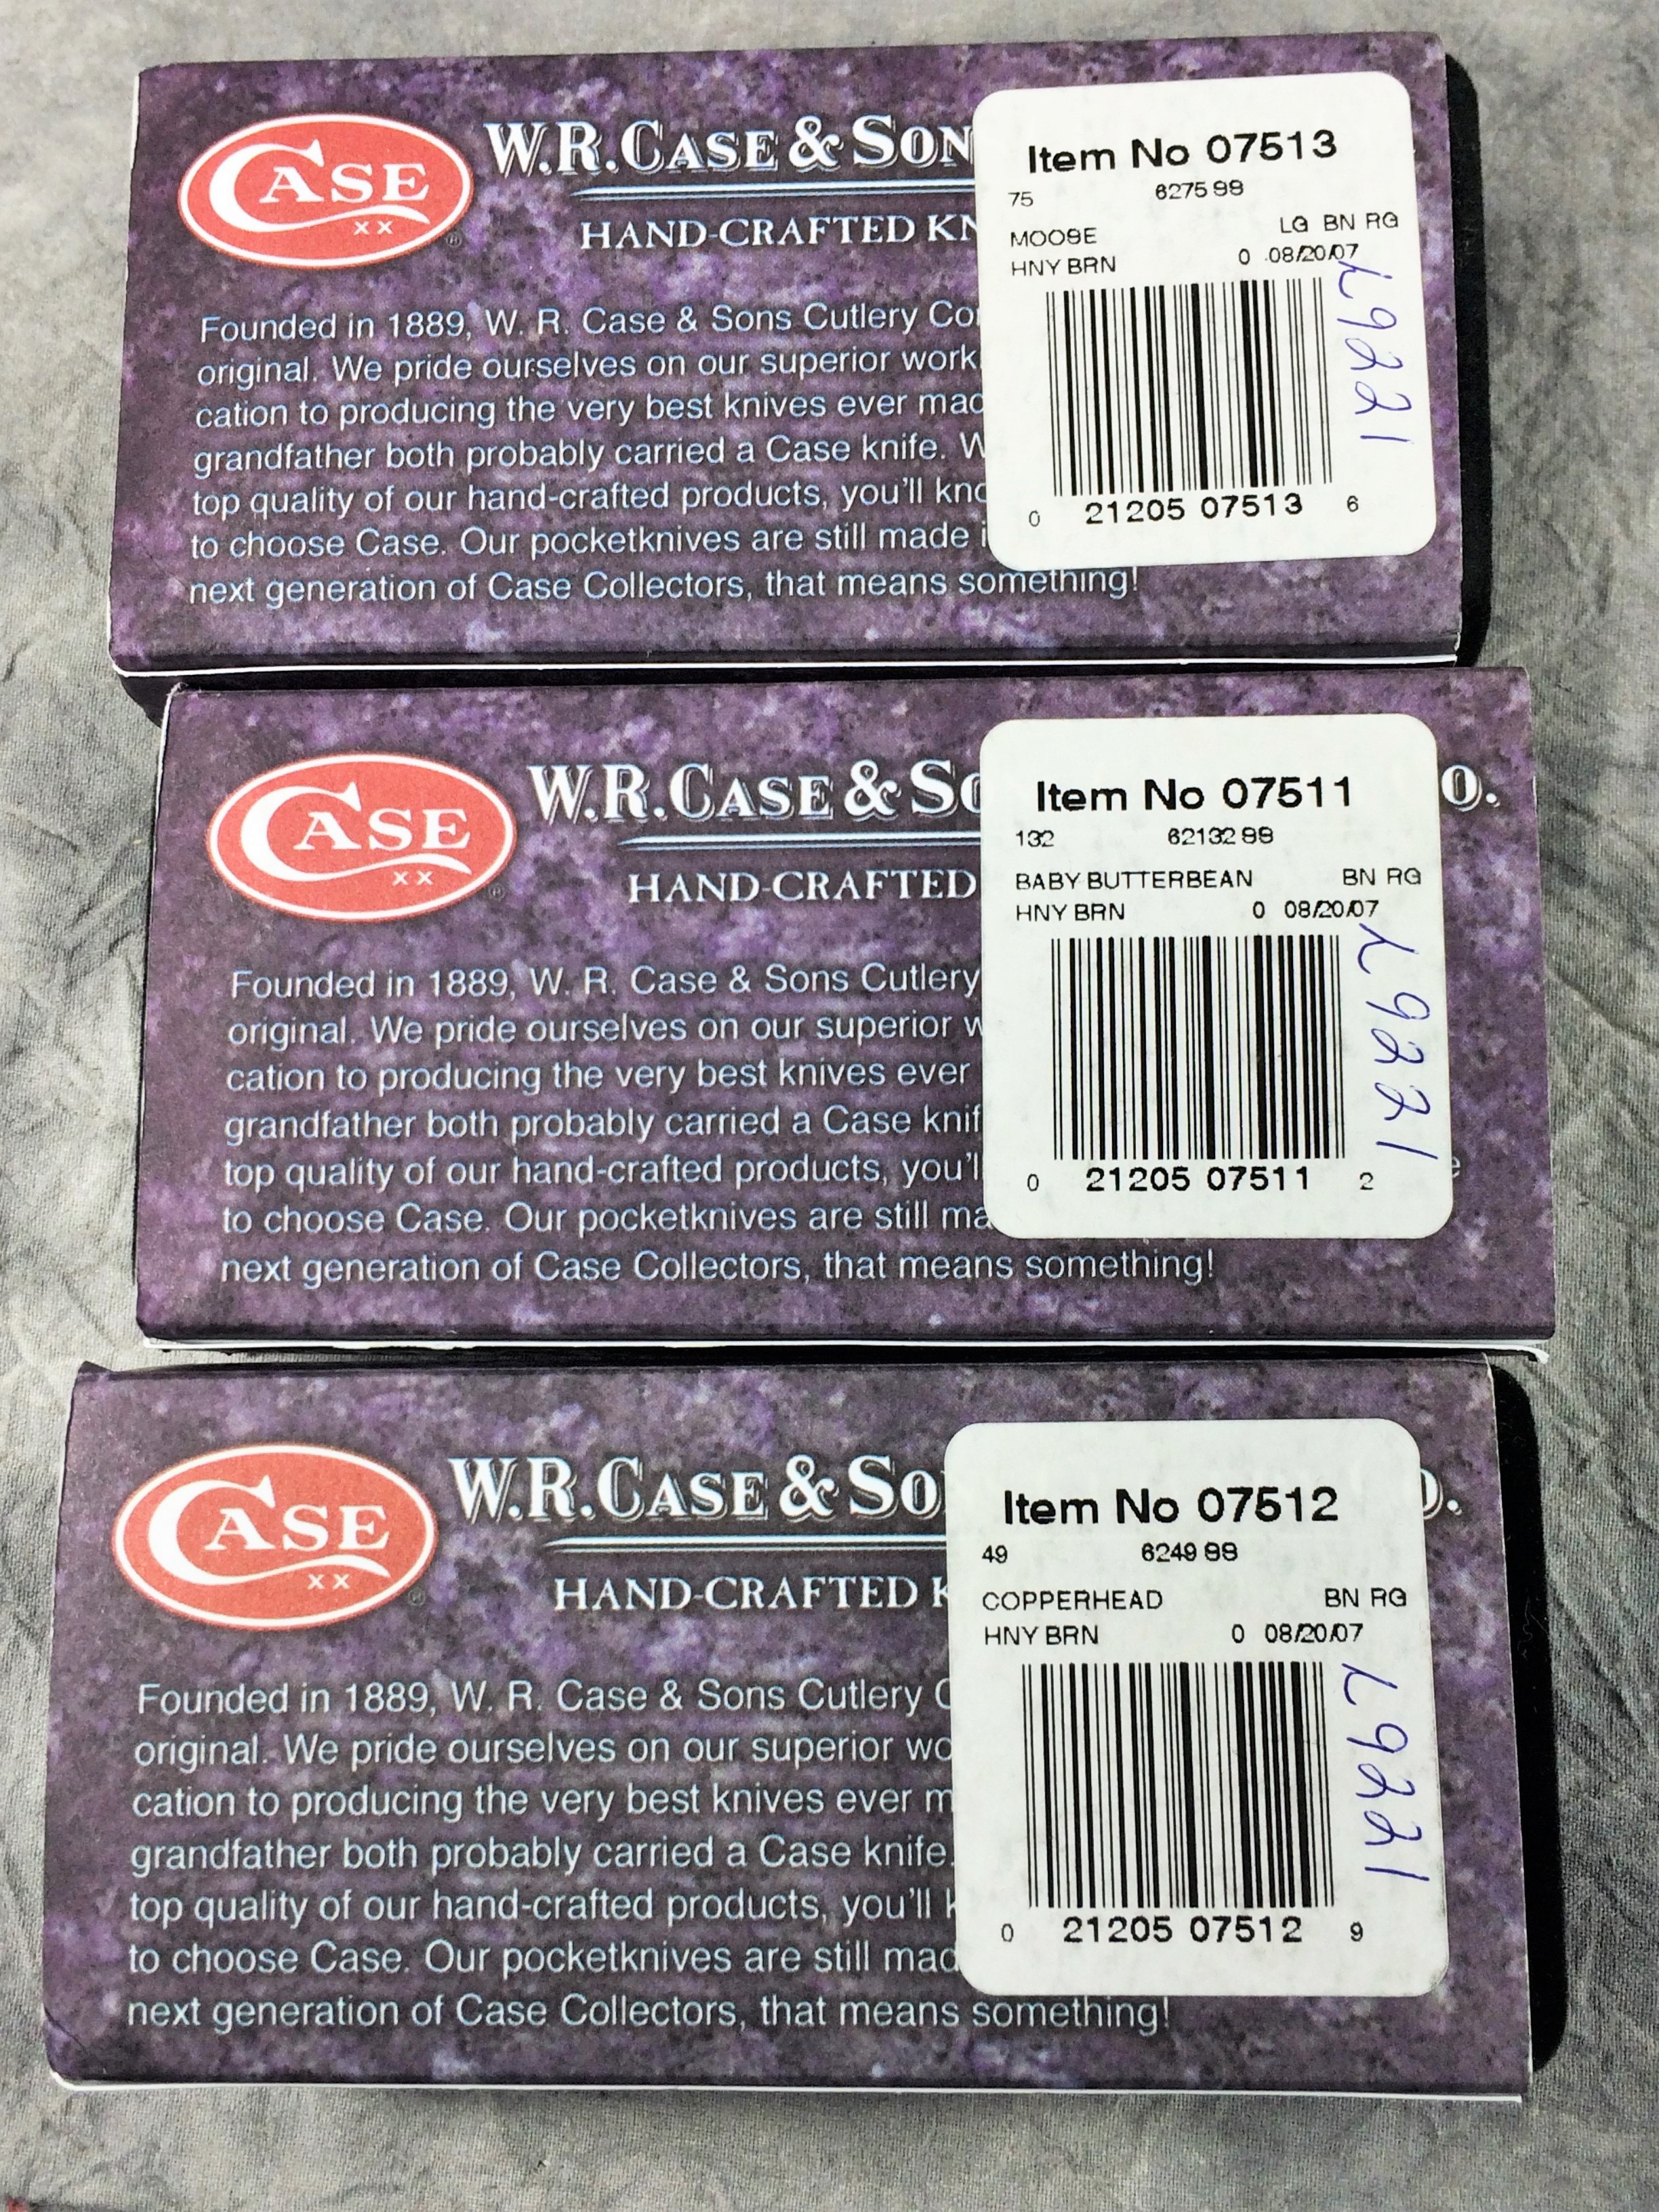 CASE
XX
®
W.R.CASE & SON
HAND-CRAFTED KN
Founded in 1889, W. R. Case & Sons Cutlery Co
original. We pride ourselves on our superior work
cation to producing the very best knives ever mad
grandfather both probably carried a Case knife. W
top quality of our hand-crafted products, you'll kno
to choose Case. Our pocketknives are still made i
next generation of Case Collectors, that means something!
Item No 07513
75 6275 SS
MOOSE LG BN RG
HNY BRN 0 08/20/07
L9221
0 21205 07513 6
CASE
XX
®
W.R.CASE & SO O.
HAND-CRAFTED
Founded in 1889, W. R. Case & Sons Cutlery
original. We pride ourselves on our superior w
cation to producing the very best knives ever
grandfather both probably carried a Case knif
top quality of our hand-crafted products, you'l e
to choose Case. Our pocketknives are still ma
next generation of Case Collectors, that means something!
Item No 07511
132 62132 SS
BABY BUTTERBEAN BN RG
HNY BRN 0 08/20/07
L9221
0 21205 07511 2
CASE
XX
®
W.R.CASE & SO O.
HAND-CRAFTED K
Founded in 1889, W. R. Case & Sons Cutlery C
original. We pride ourselves on our superior wo
cation to producing the very best knives ever m
grandfather both probably carried a Case knife.
top quality of our hand-crafted products, you'll k
to choose Case. Our pocketknives are still mad
next generation of Case Collectors, that means something!
Item No 07512
49 6249 SS
COPPERHEAD BN RG
HNY BRN 0 08/20/07
L9221
0 21205 07512 9